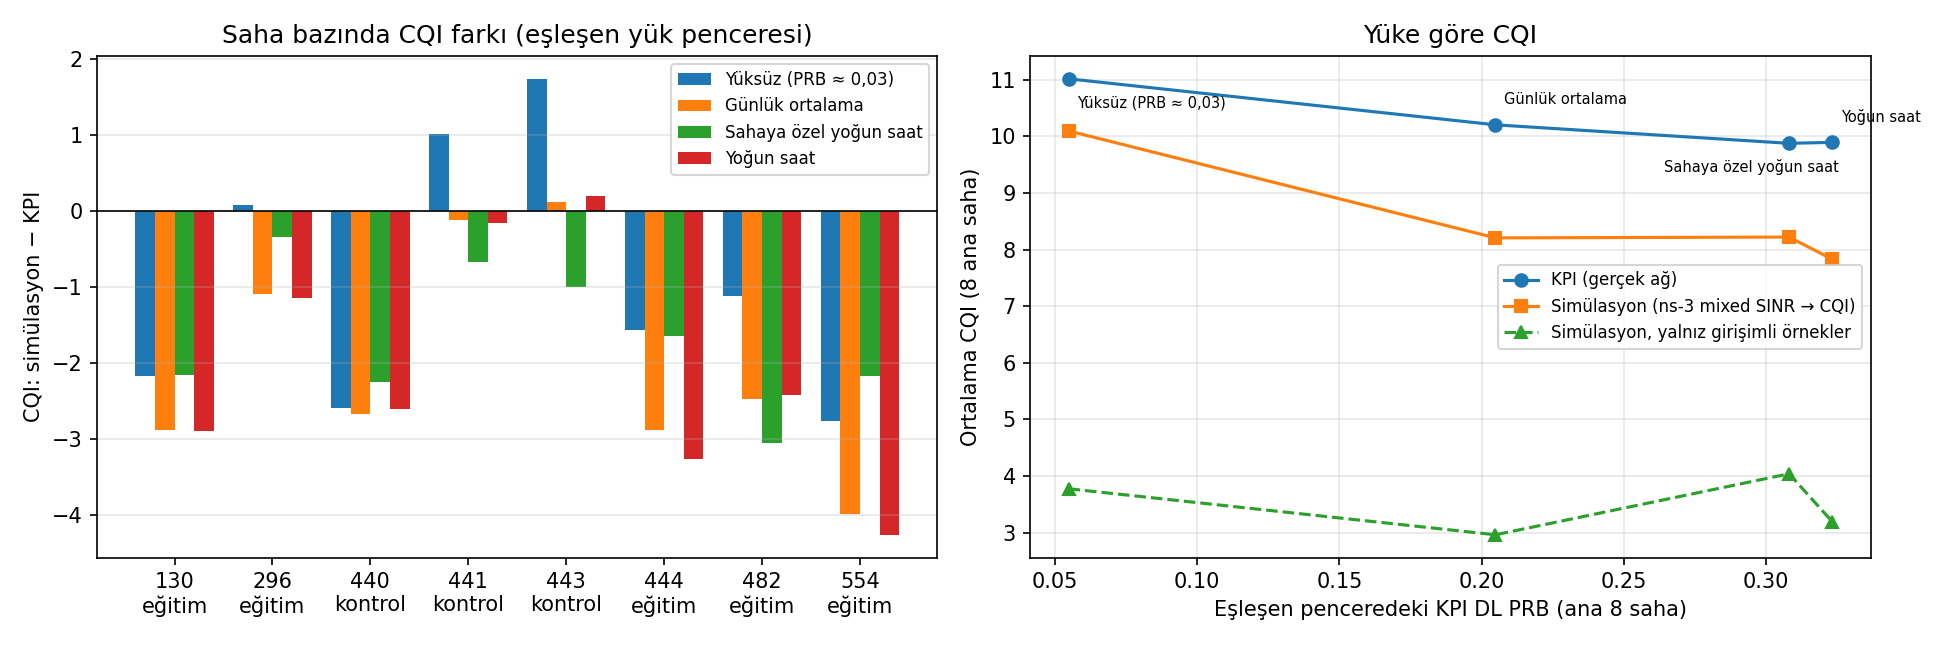 Saha bazında CQI farkı (eşleşen yük penceresi)
CQI: simülasyon − KPI
2
1
0
−1
−2
−3
−4
Yüksüz (PRB ≈ 0,03)
Günlük ortalama
Sahaya özel yoğun saat
Yoğun saat
130
eğitim
296
eğitim
440
kontrol
441
kontrol
443
kontrol
444
eğitim
482
eğitim
554
eğitim
Yüke göre CQI
Ortalama CQI (8 ana saha)
11
10
9
8
7
6
5
4
3
Yüksüz (PRB ≈ 0,03)
Günlük ortalama
Yoğun saat
Sahaya özel yoğun saat
KPI (gerçek ağ)
Simülasyon (ns-3 mixed SINR → CQI)
Simülasyon, yalnız girişimli örnekler
0.05
0.10
0.15
0.20
0.25
0.30
Eşleşen penceredeki KPI DL PRB (ana 8 saha)